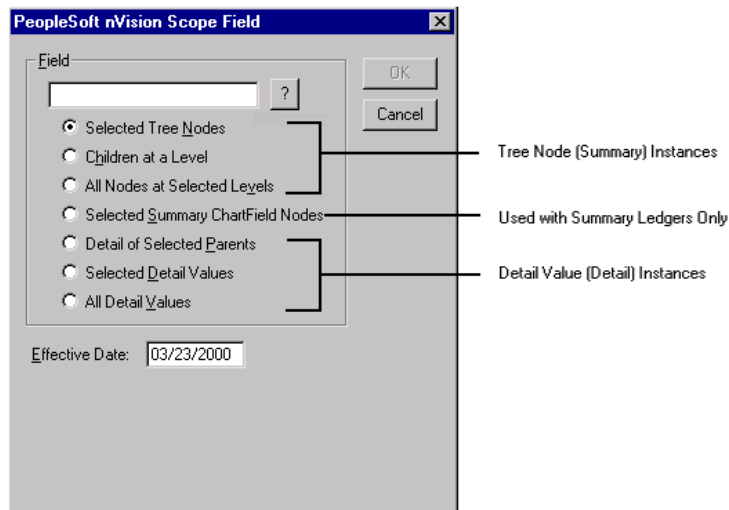 PeopleSoft nVision Scope Field
Field
?
OK
Cancel
Selected Tree Nodes
Children at a Level
All Nodes at Selected Levels
Tree Node (Summary) Instances
Selected Summary ChartField Nodes
Used with Summary Ledgers Only
Detail of Selected Parents
Selected Detail Values
All Detail Values
Detail Value (Detail) Instances
Effective Date: 03/23/2000